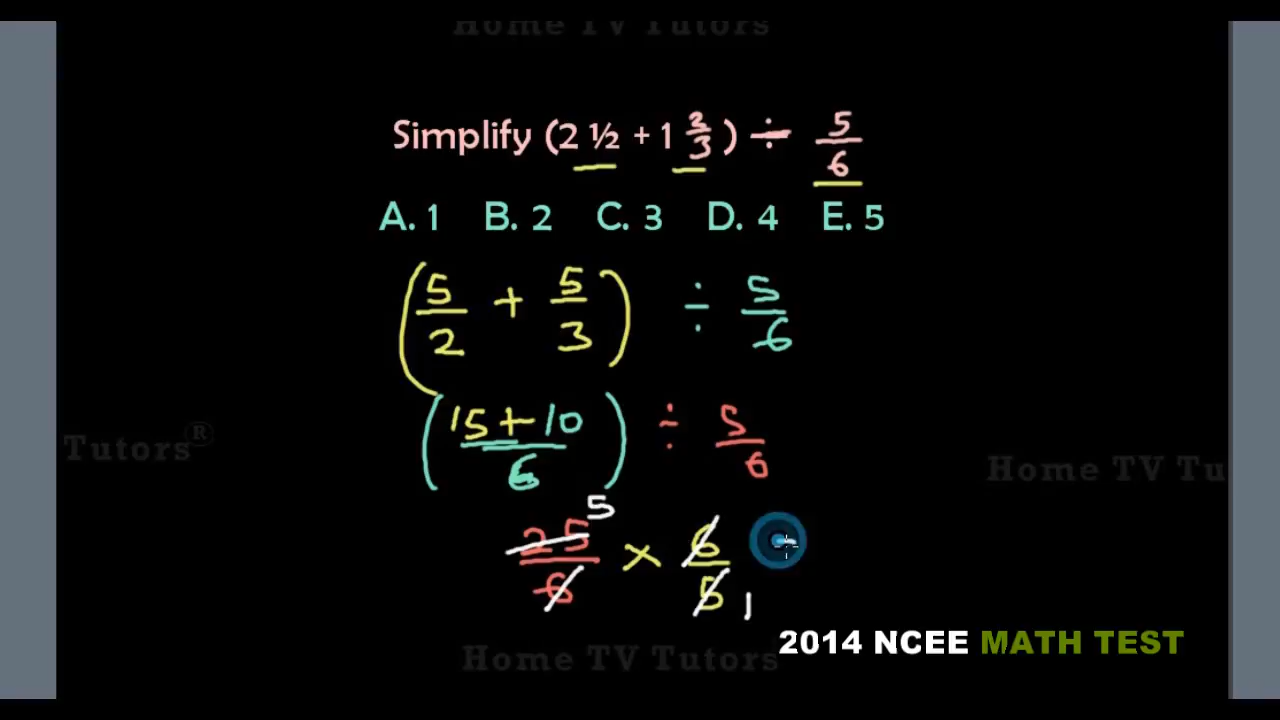 Home TV Tutors
Simplify (2 ½ + 1 2/3) ÷ 5/6
A. 1 B. 2 C. 3 D. 4 E. 5
(5/2 + 5/3) ÷ 5/6
Tutors®
(15 + 10 / 6) ÷ 5/6
Home TV Tu
5
25/6 × 6/5
1
2014 NCEE MATH TEST
Home TV Tutors